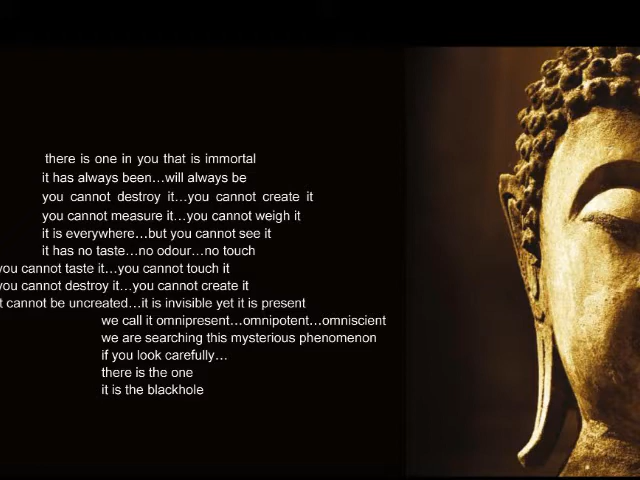 there is one in you that is immortal
it has always been...will always be
you cannot destroy it...you cannot create it
you cannot measure it...you cannot weigh it
it is everywhere...but you cannot see it
it has no taste...no odour...no touch
you cannot taste it...you cannot touch it
you cannot destroy it...you cannot create it
t cannot be uncreated...it is invisible yet it is present
we call it omnipresent...omnipotent...omniscient
we are searching this mysterious phenomenon
if you look carefully...
there is the one
it is the blackhole